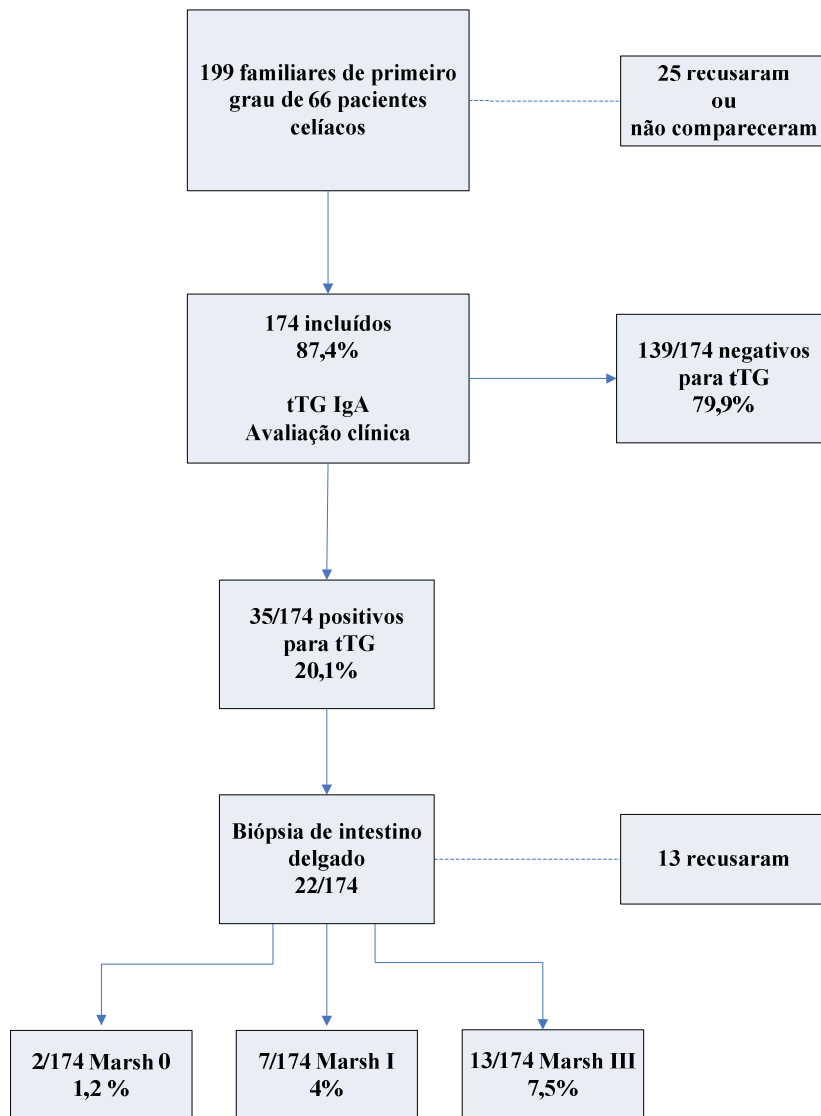 199 familiares de primeiro
grau de 66 pacientes
celíacos
25 recusaram
ou
não compareceram
174 incluídos
87,4%
tTG IgA
Avaliação clínica
139/174 negativos
para tTG
79,9%
35/174 positivos
para tTG
20,1%
Biópsia de intestino
delgado
22/174
13 recusaram
2/174 Marsh 0
1,2 %
7/174 Marsh I
4%
13/174 Marsh III
7,5%